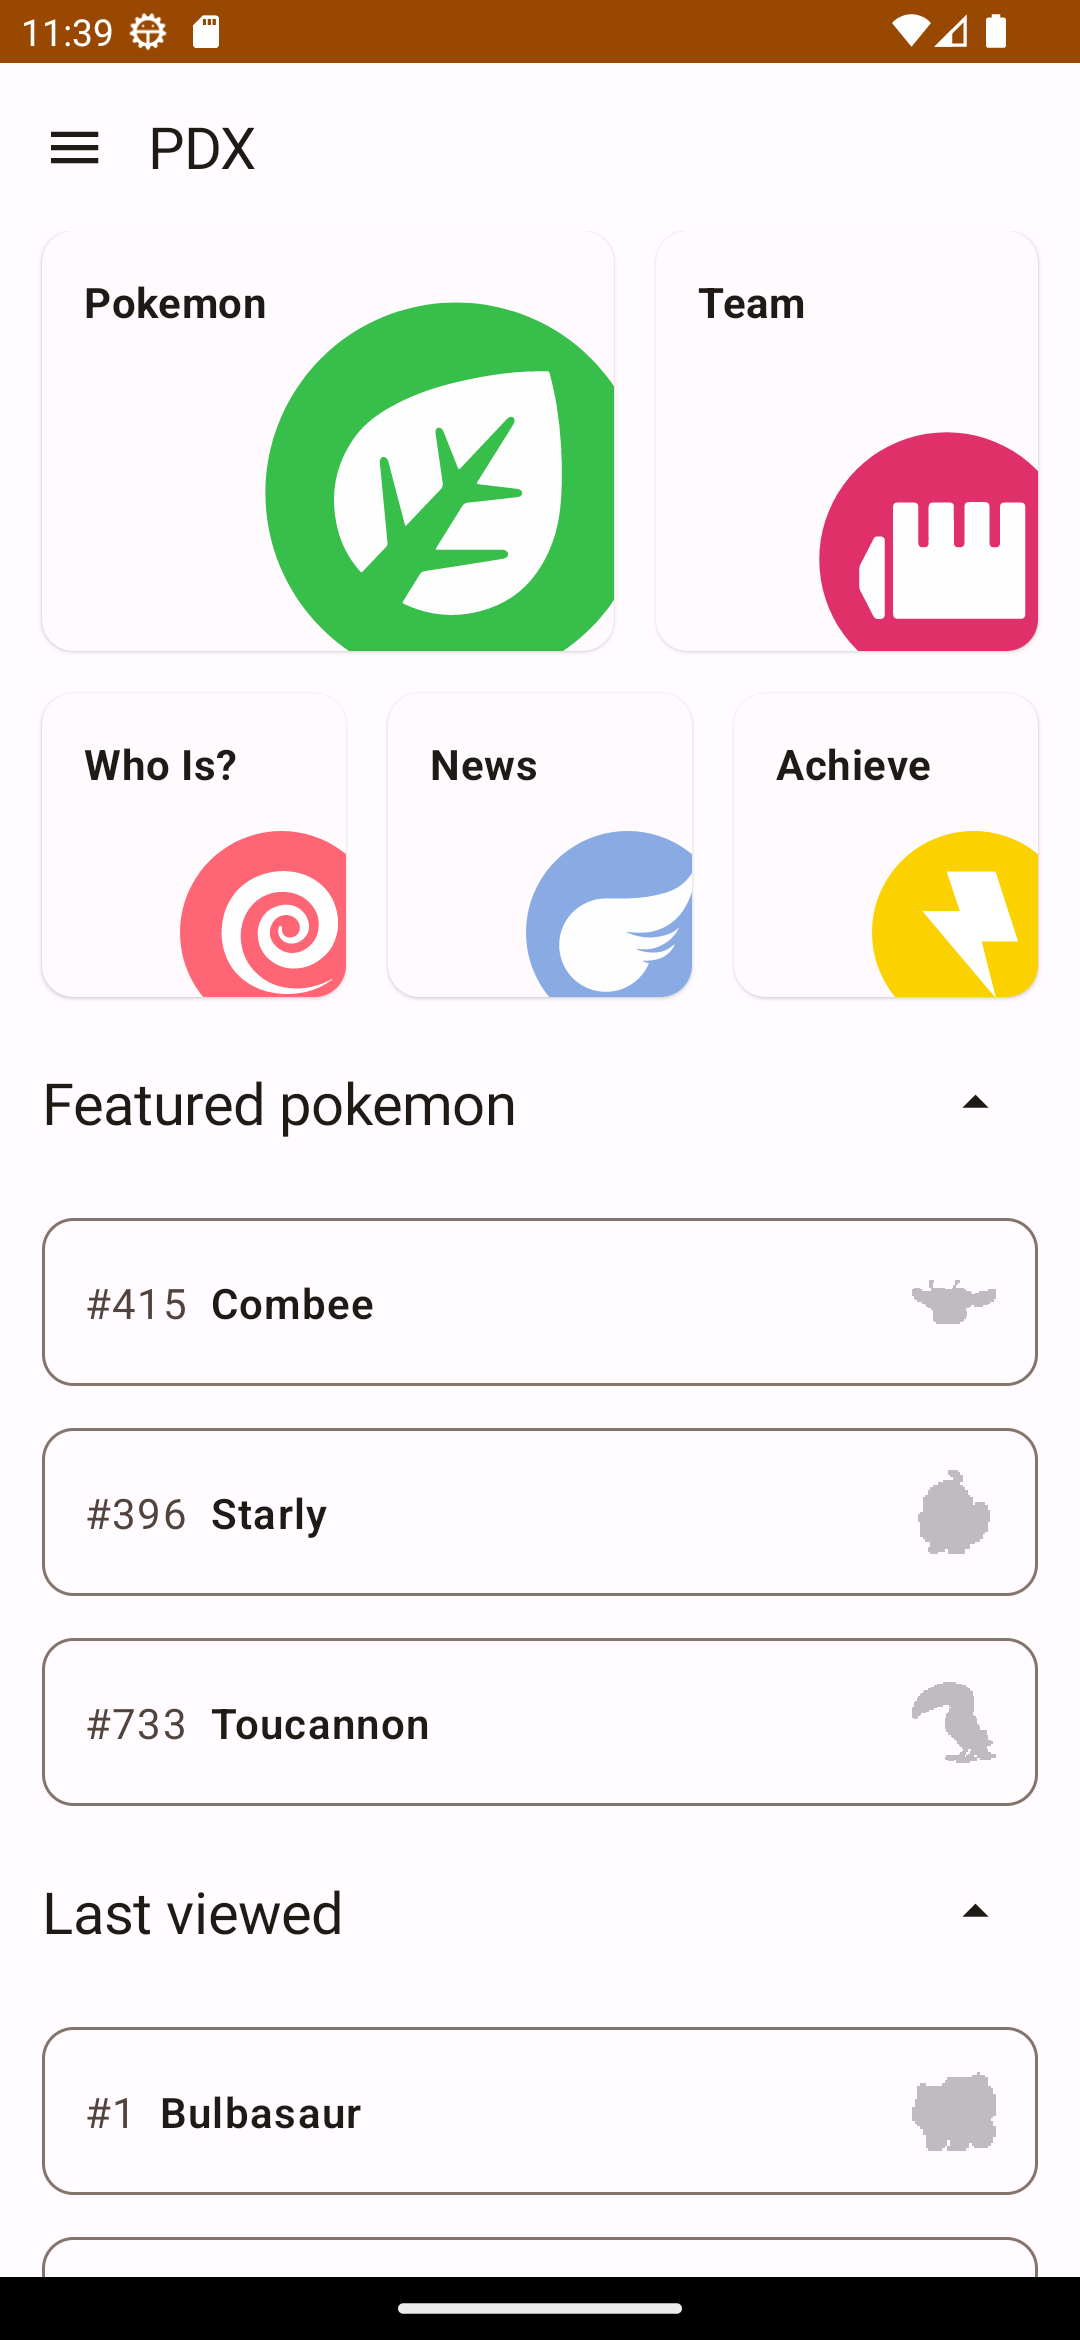 11:39
PDX
Pokemon
Team
Who Is?
News
Achieve
Featured pokemon
#415 Combee
#396 Starly
#733 Toucannon
Last viewed
#1 Bulbasaur